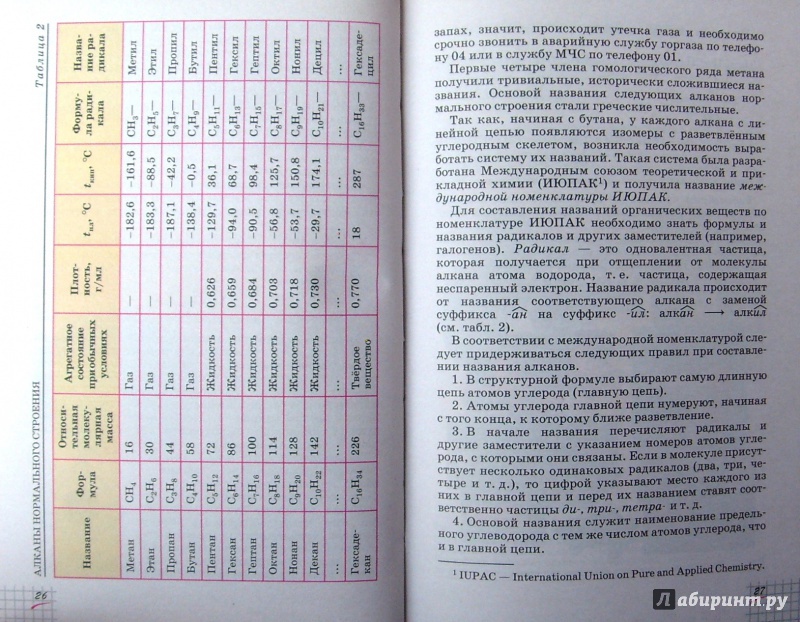 АЛКАНЫ НОРМАЛЬНОГО СТРОЕНИЯ
Таблица 2
Название | Формула | Относительная молекулярная масса | Агрегатное состояние при обычных условиях | Плотность, г/мл | tпл, °C | tкип, °C | Формула радикала | Название радикала
Метан | CH4 | 16 | Газ | — | −182,6 | −161,6 | CH3— | Метил
Этан | C2H6 | 30 | Газ | — | −183,3 | −88,5 | C2H5— | Этил
Пропан | C3H8 | 44 | Газ | — | −187,1 | −42,2 | C3H7— | Пропил
Бутан | C4H10 | 58 | Газ | — | −138,4 | −0,5 | C4H9— | Бутил
Пентан | C5H12 | 72 | Жидкость | 0,626 | −129,7 | 36,1 | C5H11— | Пентил
Гексан | C6H14 | 86 | Жидкость | 0,659 | −94,0 | 68,7 | C6H13— | Гексил
Гептан | C7H16 | 100 | Жидкость | 0,684 | −90,5 | 98,4 | C7H15— | Гептил
Октан | C8H18 | 114 | Жидкость | 0,703 | −56,8 | 125,7 | C8H17— | Октил
Нонан | C9H20 | 128 | Жидкость | 0,718 | −53,7 | 150,8 | C9H19— | Нонил
Декан | C10H22 | 142 | Жидкость | 0,730 | −29,7 | 174,1 | C10H21— | Децил
... | ... | ... | ... | ... | ... | ... | ... | ...
Гексадекан | C16H34 | 226 | Твёрдое вещество | 0,770 | 18 | 287 | C16H33— | Гексадецил
26
запах, значит, происходит утечка газа и необходимо
срочно звонить в аварийную службу горгаза по телефо-
ну 04 или в службу МЧС по телефону 01.
Первые четыре члена гомологического ряда метана
получили тривиальные, исторически сложившиеся на-
звания. Основой названия следующих алканов нор-
мального строения стали греческие числительные.
Так как, начиная с бутана, у каждого алкана с ли-
нейной цепью появляются изомеры с разветвлённым
углеродным скелетом, возникла необходимость выра-
ботать систему их названий. Такая система была разра-
ботана Международным союзом теоретической и при-
кладной химии (ИЮПАК¹) и получила название меж-
дународной номенклатуры ИЮПАК.
Для составления названий органических веществ по
номенклатуре ИЮПАК необходимо знать формулы и
названия радикалов и других заместителей (например,
галогенов). Радикал — это одновалентная частица,
которая получается при отщеплении от молекулы
алкана атома водорода, т. е. частица, содержащая
неспаренный электрон. Название радикала происходит
от названия соответствующего алкана с заменой
суффикса -ан на суффикс -ил: алкан ⟶ алкил
(см. табл. 2).
В соответствии с международной номенклатурой сле-
дует придерживаться следующих правил при составле-
нии названия алканов.
1. В структурной формуле выбирают самую длинную
цепь атомов углерода (главную цепь).
2. Атомы углерода главной цепи нумеруют, начиная
с того конца, к которому ближе разветвление.
3. В начале названия перечисляют радикалы и
другие заместители с указанием номеров атомов угле-
рода, с которыми они связаны. Если в молекуле присут-
ствует несколько одинаковых радикалов (два, три, че-
тыре и т. д.), то цифрой указывают место каждого из
них в главной цепи и перед их названием ставят соот-
ветственно частицы ди-, три-, тетра- и т. д.
4. Основой названия служит наименование предель-
ного углеводорода с тем же числом атомов углерода, что
и в главной цепи.
¹ IUPAC — International Union on Pure and Applied Chemistry.
27
Лабиринт.ру